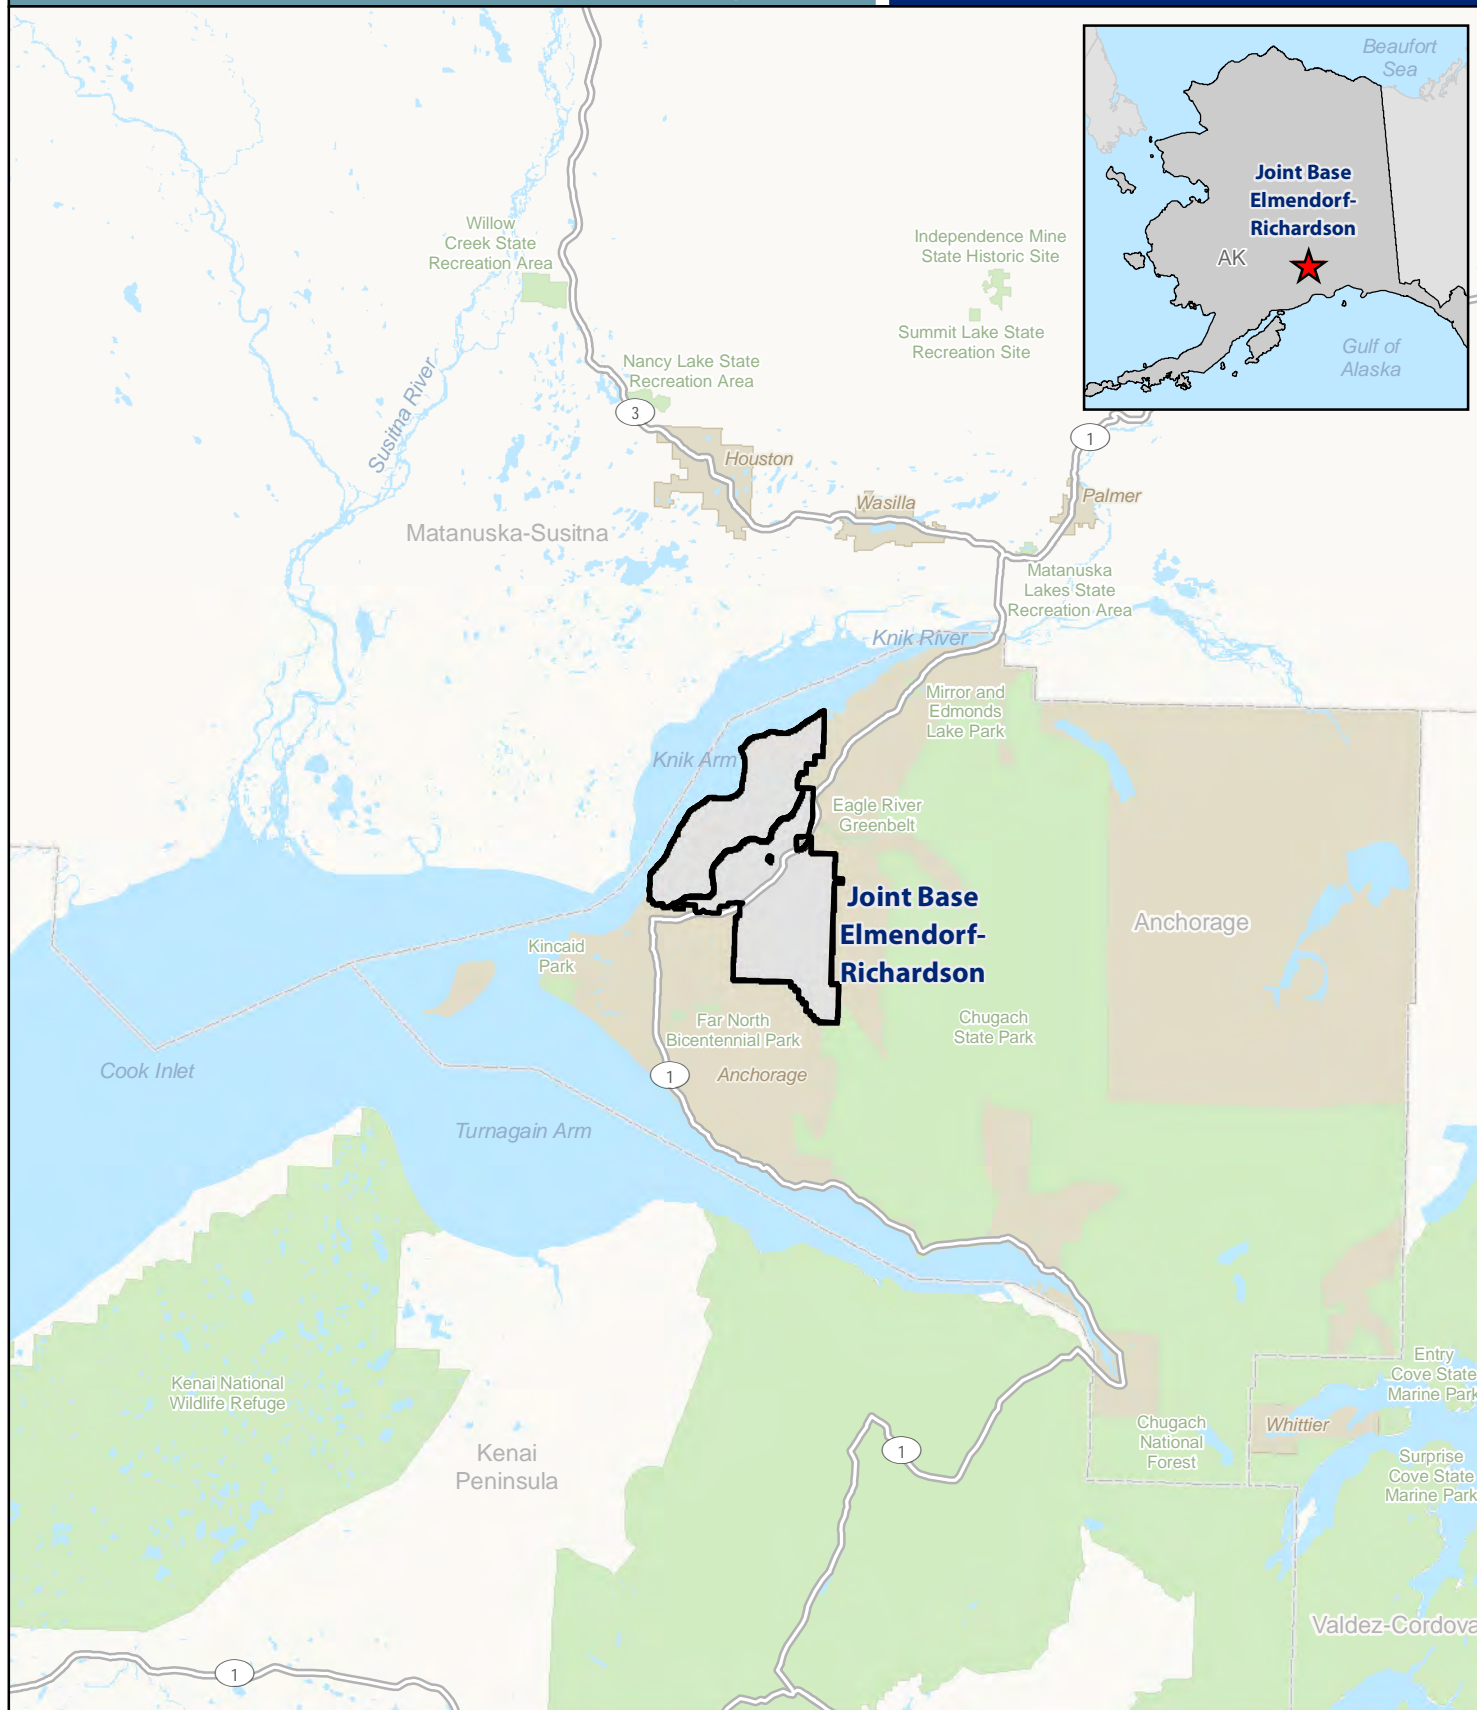 Beaufort
Sea
Joint Base
Elmendorf-
Richardson
AK
Gulf of
Alaska
Willow
Creek State
Recreation Area
Independence Mine
State Historic Site
Summit Lake State
Recreation Site
Nancy Lake State
Recreation Area
Susitna River
3
1
Houston
Wasilla
Palmer
Matanuska-Susitna
Matanuska
Lakes State
Recreation Area
Knik River
Mirror and
Edmonds
Lake Park
Knik Arm
Eagle River
Greenbelt
Joint Base
Elmendorf-
Richardson
Anchorage
Kincaid
Park
Far North
Bicentennial Park
Chugach
State Park
Cook Inlet
1
Anchorage
Turnagain Arm
Kenai National
Wildlife Refuge
Entry
Cove State
Marine Park
Chugach
National
Forest
Whittier
Kenai
Peninsula
1
Surprise
Cove State
Marine Park
Valdez-Cordova
1